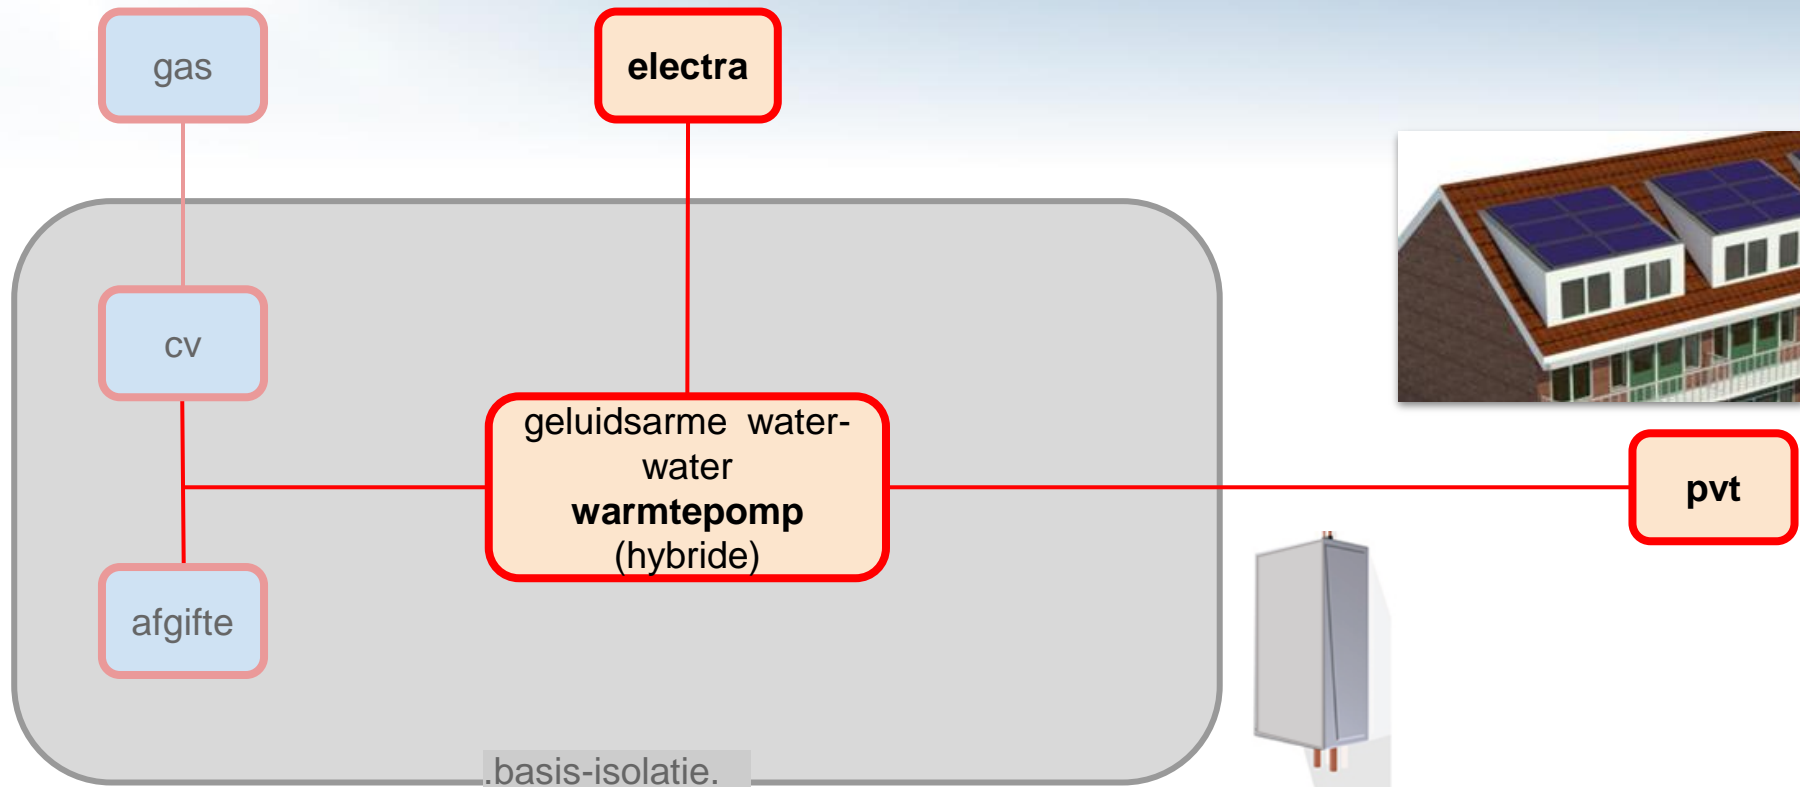 gas
electra
cv
geluidsarme water-
water
warmtepomp
(hybride)
pvt
afgifte
.basis-isolatie.